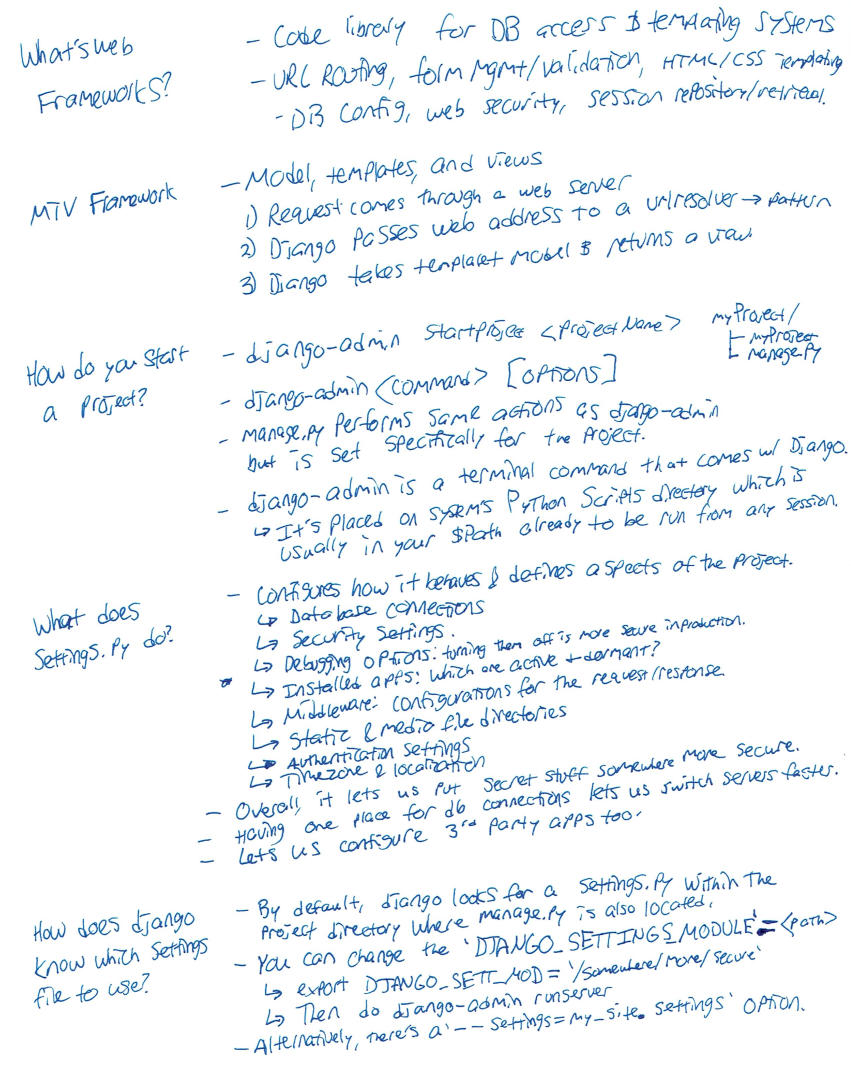 What's web
Frameworks?
- Code library for DB access & templating systems
- URL Routing, form mgmt/validation, HTML/CSS templating
- DB config, web security, session repository/retrieval.
MTV Framework
- Model, templates, and views
1) Request comes through a web server
2) Django passes web address to a urlresolver → pattern
3) Django takes template + model & returns a view
How do you start
a project?
- django-admin startproject <projectName>
myProject/
myProject
manage.py
- django-admin <command> [options]
- manage.py performs same actions as django-admin
but is set specifically for the project.
- django-admin is a terminal command that comes w/ Django.
↳ It's placed on sysem's Python Scripts directory which is
usually in your $Path already to be run from any session.
What does
settings.py do?
- Configures how it behaves & defines aspects of the project.
↳ Database connections
↳ Security settings.
↳ Debugging options: turning them off is more secure in production.
↳ Installed apps: which are active + dormant?
↳ Middleware: configurations for the request/response
↳ Static & media file directories
↳ Authentication settings
↳ Timezone & localization
- Overall, it lets us put secret stuff somewhere more secure.
- Having one place for db connections lets us switch servers faster.
- Lets us configure 3rd party apps too.
How does django
know which settings
file to use?
- By default, django looks for a settings.py within the
project directory where manage.py is also located.
- You can change the 'DJANGO_SETTINGS_MODULE'=<path>
↳ export DJANGO_SETT_MOD='/somewhere/more/secure'
↳ Then do django-admin runserver
- Alternatively, there's a '--settings=my_site.settings' option.